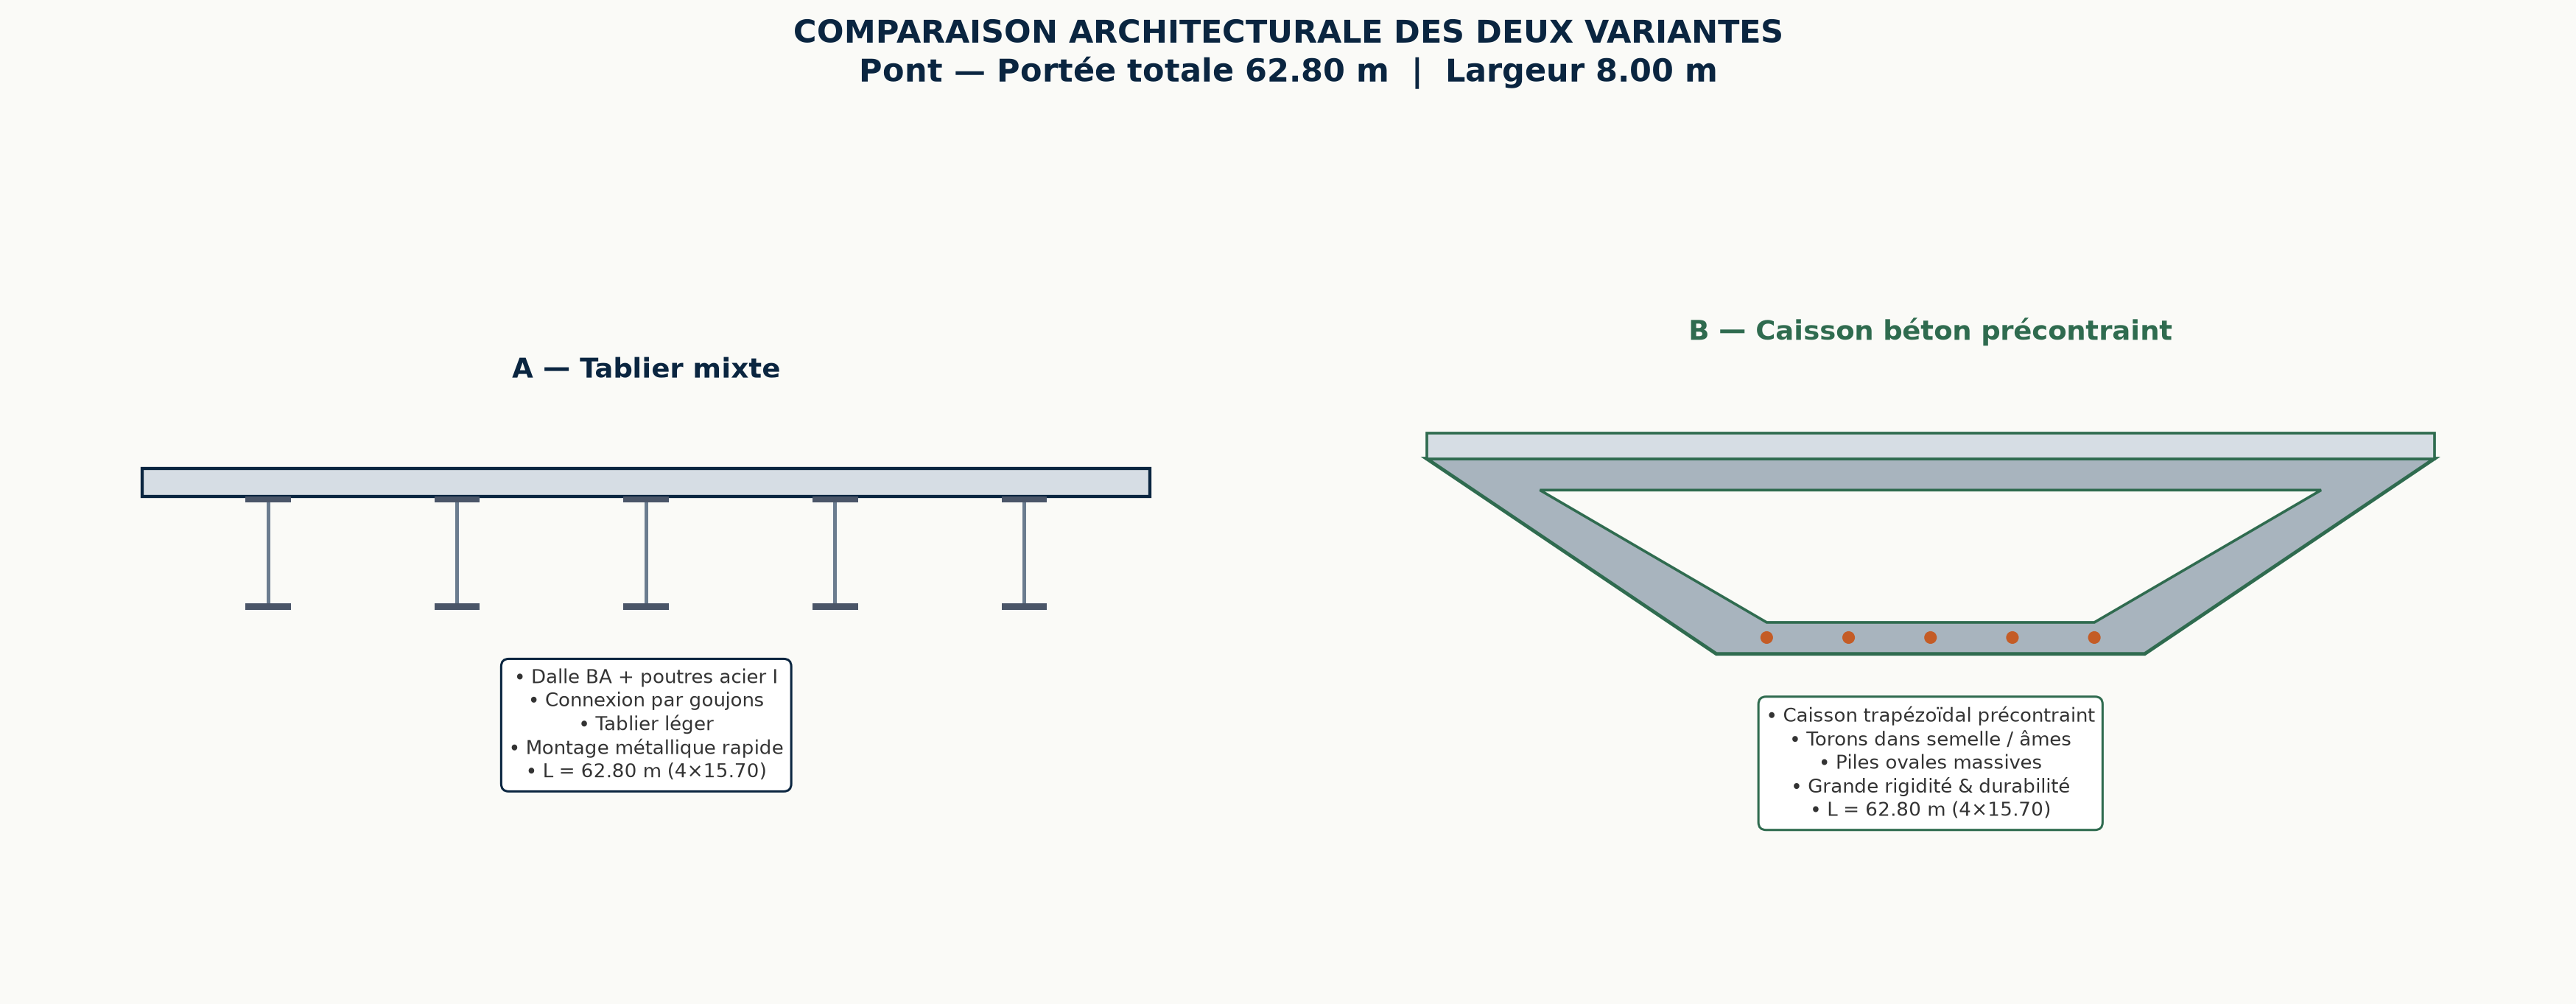 COMPARAISON ARCHITECTURALE DES DEUX VARIANTES
Pont — Portée totale 62.80 m | Largeur 8.00 m
A — Tablier mixte
• Dalle BA + poutres acier I
• Connexion par goujons
• Tablier léger
• Montage métallique rapide
• L = 62.80 m (4×15.70)
B — Caisson béton précontraint
• Caisson trapézoïdal précontraint
• Torons dans semelle / âmes
• Piles ovales massives
• Grande rigidité & durabilité
• L = 62.80 m (4×15.70)